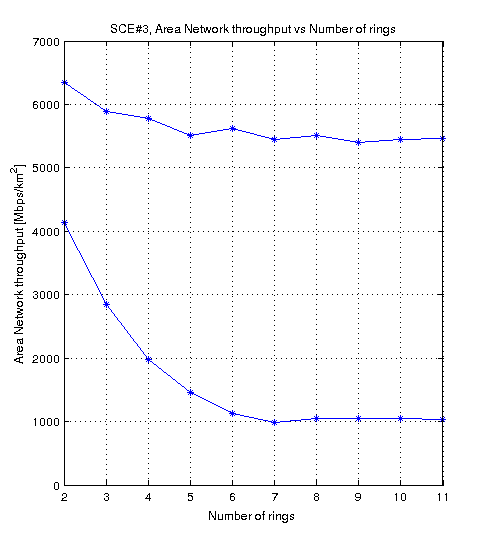 SCE#3, Area Network throughput vs Number of rings
7000
6000
5000
4000
3000
2000
1000
0
Area Network throughput [Mbps/km²]
2 3 4 5 6 7 8 9 10 11
Number of rings